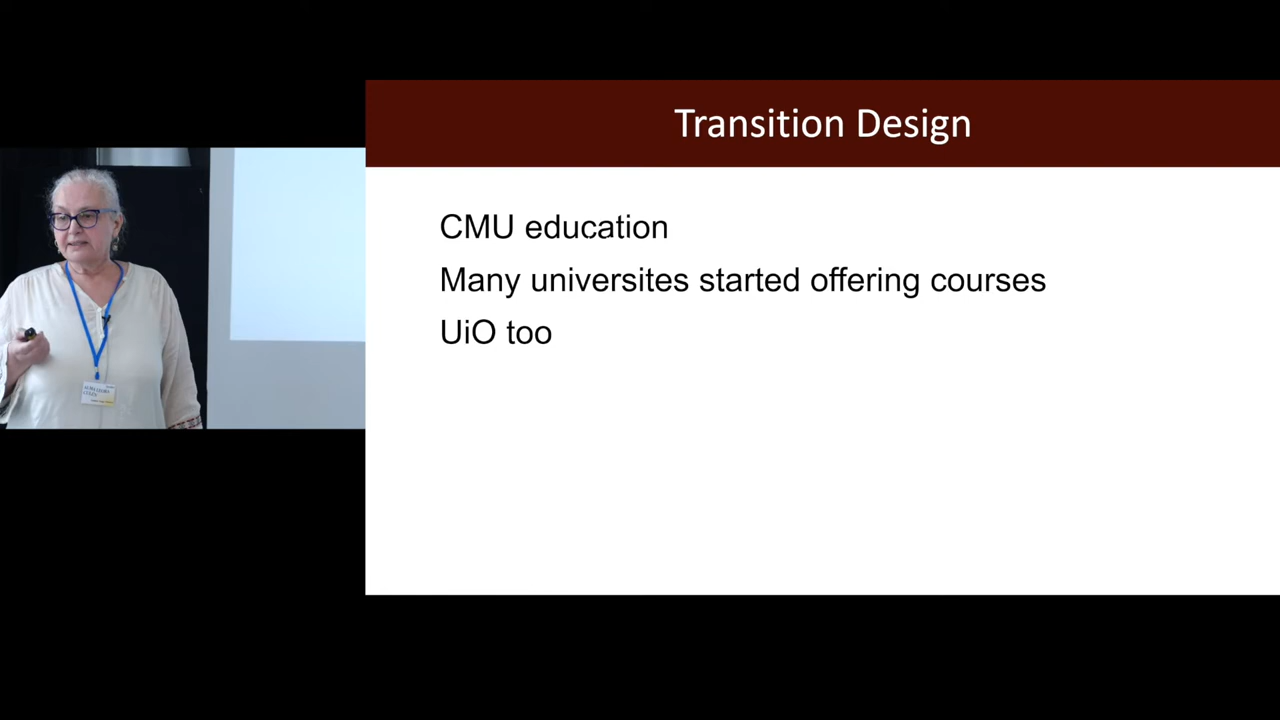 Transition Design
CMU education
Many universites started offering courses
UiO too